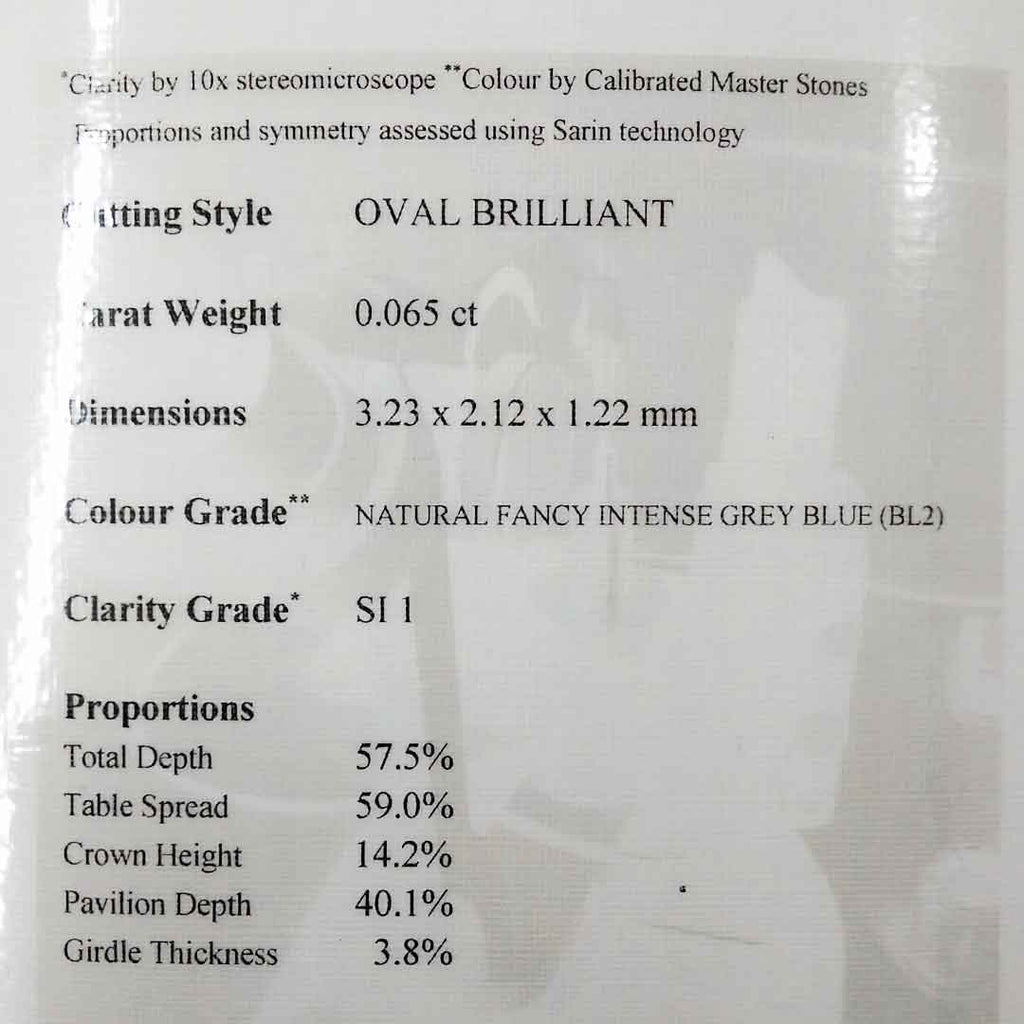 *Clarity by 10x stereomicroscope **Colour by Calibrated Master Stones
Proportions and symmetry assessed using Sarin technology
Cutting Style OVAL BRILLIANT
Carat Weight 0.065 ct
Dimensions 3.23 x 2.12 x 1.22 mm
Colour Grade** NATURAL FANCY INTENSE GREY BLUE (BL2)
Clarity Grade* SI 1
Proportions
Total Depth 57.5%
Table Spread 59.0%
Crown Height 14.2%
Pavilion Depth 40.1%
Girdle Thickness 3.8%